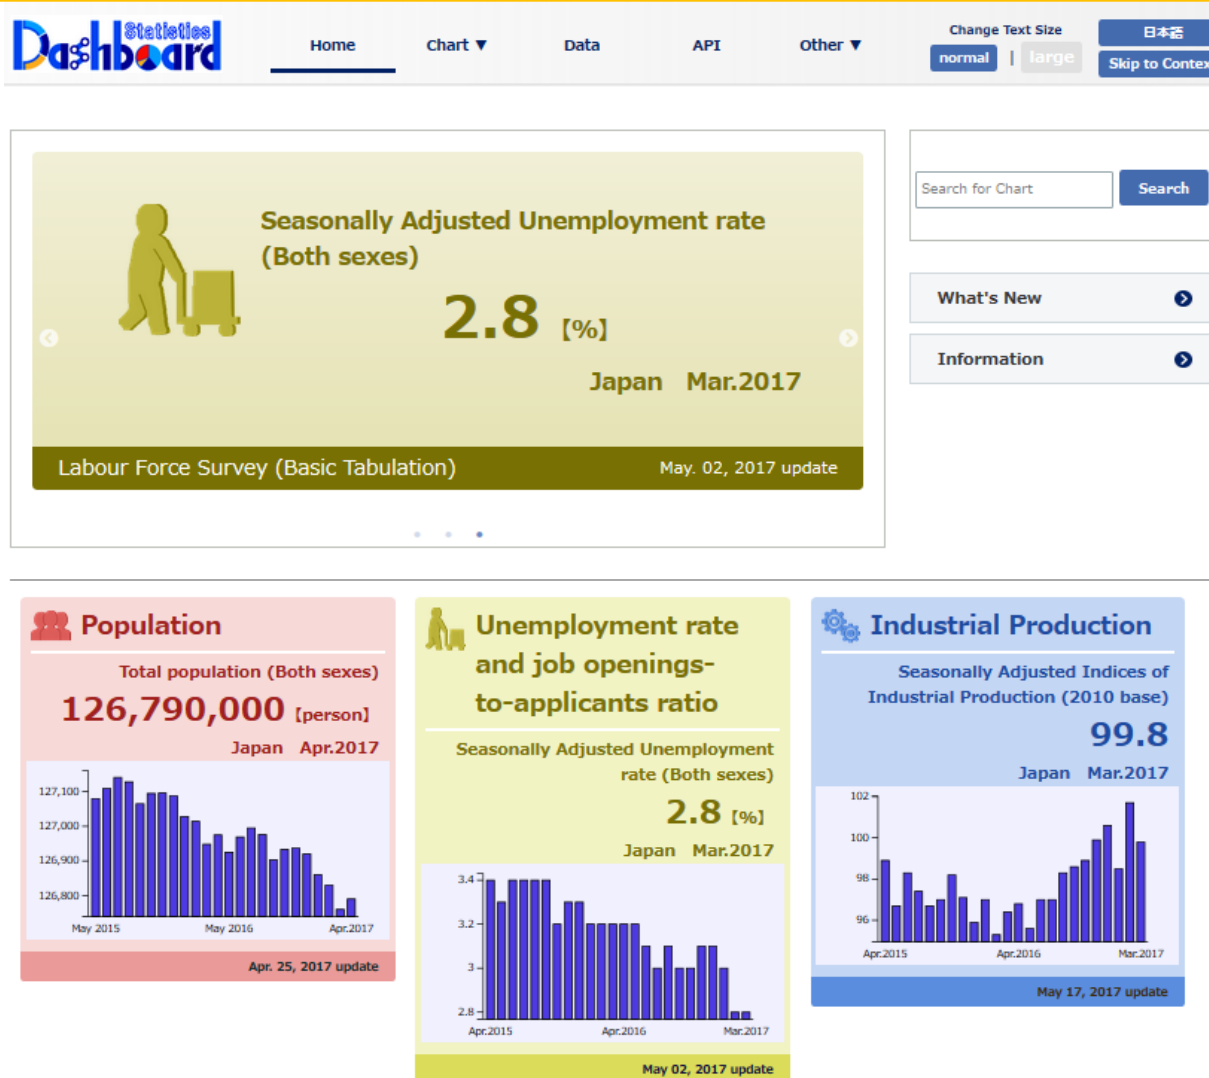 Statistics
Dashboard
Home
Chart ▼
Data
API
Other ▼
Change Text Size
normal | large
日本語
Skip to Contex
Seasonally Adjusted Unemployment rate
(Both sexes)
2.8 【%】
Japan Mar.2017
Labour Force Survey (Basic Tabulation)
May. 02, 2017 update
Search for Chart
Search
What's New
Information
Population
Total population (Both sexes)
126,790,000 【person】
Japan Apr.2017
127,100
127,000
126,900
126,800
May 2015 May 2016 Apr.2017
Apr. 25, 2017 update
Unemployment rate
and job openings-
to-applicants ratio
Seasonally Adjusted Unemployment
rate (Both sexes)
2.8 【%】
Japan Mar.2017
3.4
3.2
3
2.8
Apr.2015 Apr.2016 Mar.2017
May 02, 2017 update
Industrial Production
Seasonally Adjusted Indices of
Industrial Production (2010 base)
99.8
Japan Mar.2017
102
100
98
96
Apr.2015 Apr.2016 Mar.2017
May 17, 2017 update